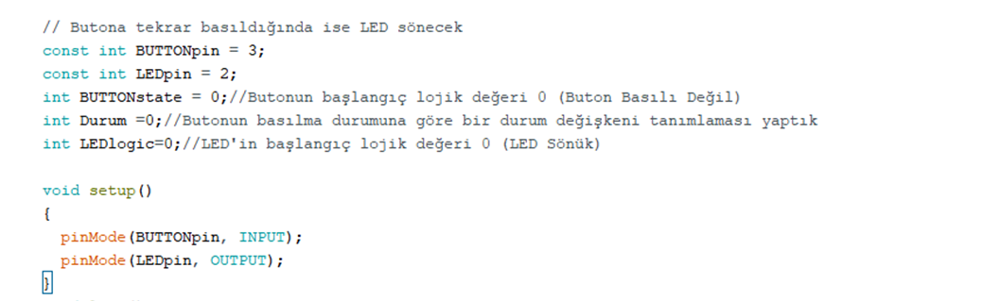 // Butona tekrar basıldığında ise LED sönecek
const int BUTTONpin = 3;
const int LEDpin = 2;
int BUTTONstate = 0;//Butonun başlangıç lojik değeri 0 (Buton Basılı Değil)
int Durum =0;//Butonun basılma durumuna göre bir durum değişkeni tanımlaması yaptık
int LEDlogic=0;//LED'in başlangıç lojik değeri 0 (LED Sönük)
void setup()
{
pinMode(BUTTONpin, INPUT);
pinMode(LEDpin, OUTPUT);
}